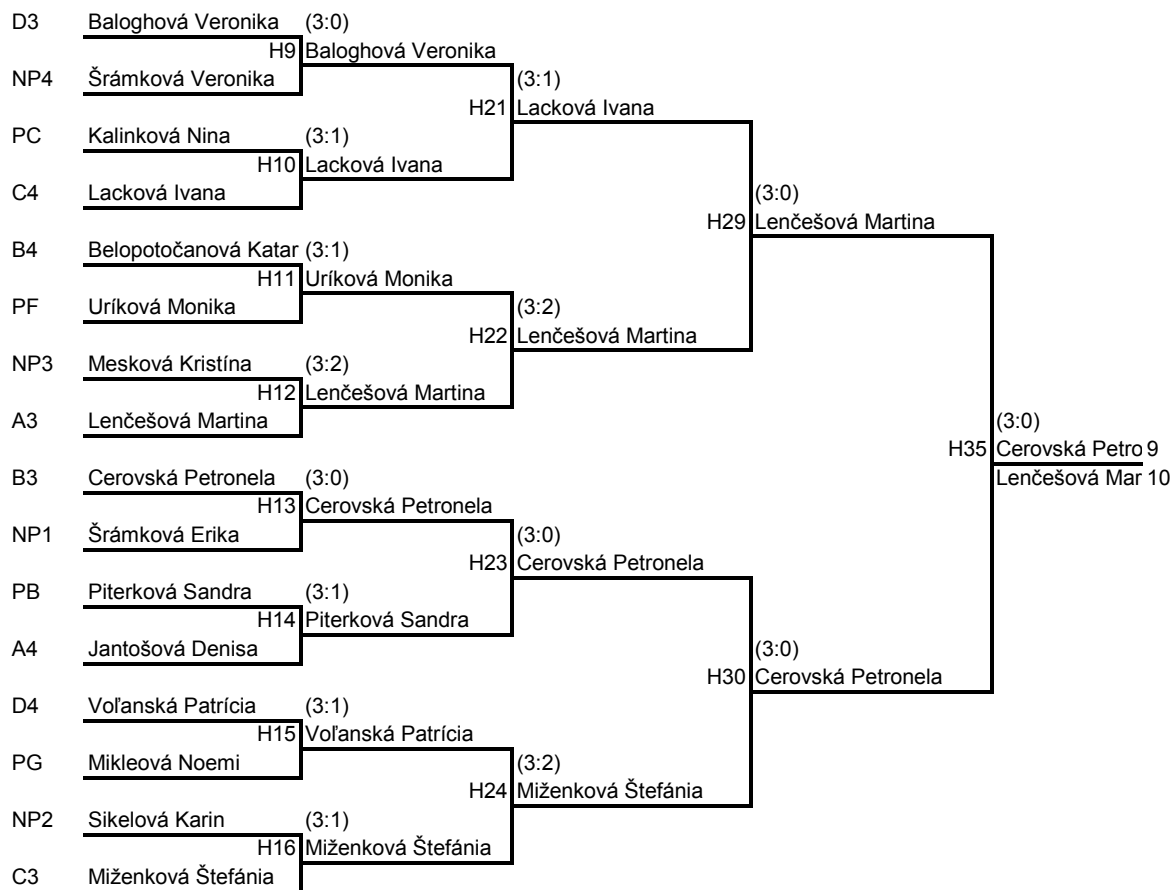 D3 Baloghová Veronika (3:0)
H9 Baloghová Veronika
NP4 Šrámková Veronika (3:1)
H21 Lacková Ivana
PC Kalinková Nina (3:1)
H10 Lacková Ivana
C4 Lacková Ivana (3:0)
H29 Lenčešová Martina
B4 Belopotočanová Katar (3:1)
H11 Uríková Monika
PF Uríková Monika (3:2)
H22 Lenčešová Martina
NP3 Mesková Kristína (3:2)
H12 Lenčešová Martina
A3 Lenčešová Martina (3:0)
H35 Cerovská Petro 9
B3 Cerovská Petronela (3:0) Lenčešová Mar 10
H13 Cerovská Petronela
NP1 Šrámková Erika (3:0)
H23 Cerovská Petronela
PB Piterková Sandra (3:1)
H14 Piterková Sandra
A4 Jantošová Denisa (3:0)
H30 Cerovská Petronela
D4 Voľanská Patrícia (3:1)
H15 Voľanská Patrícia
PG Mikleová Noemi (3:2)
H24 Miženková Štefánia
NP2 Sikelová Karin (3:1)
H16 Miženková Štefánia
C3 Miženková Štefánia